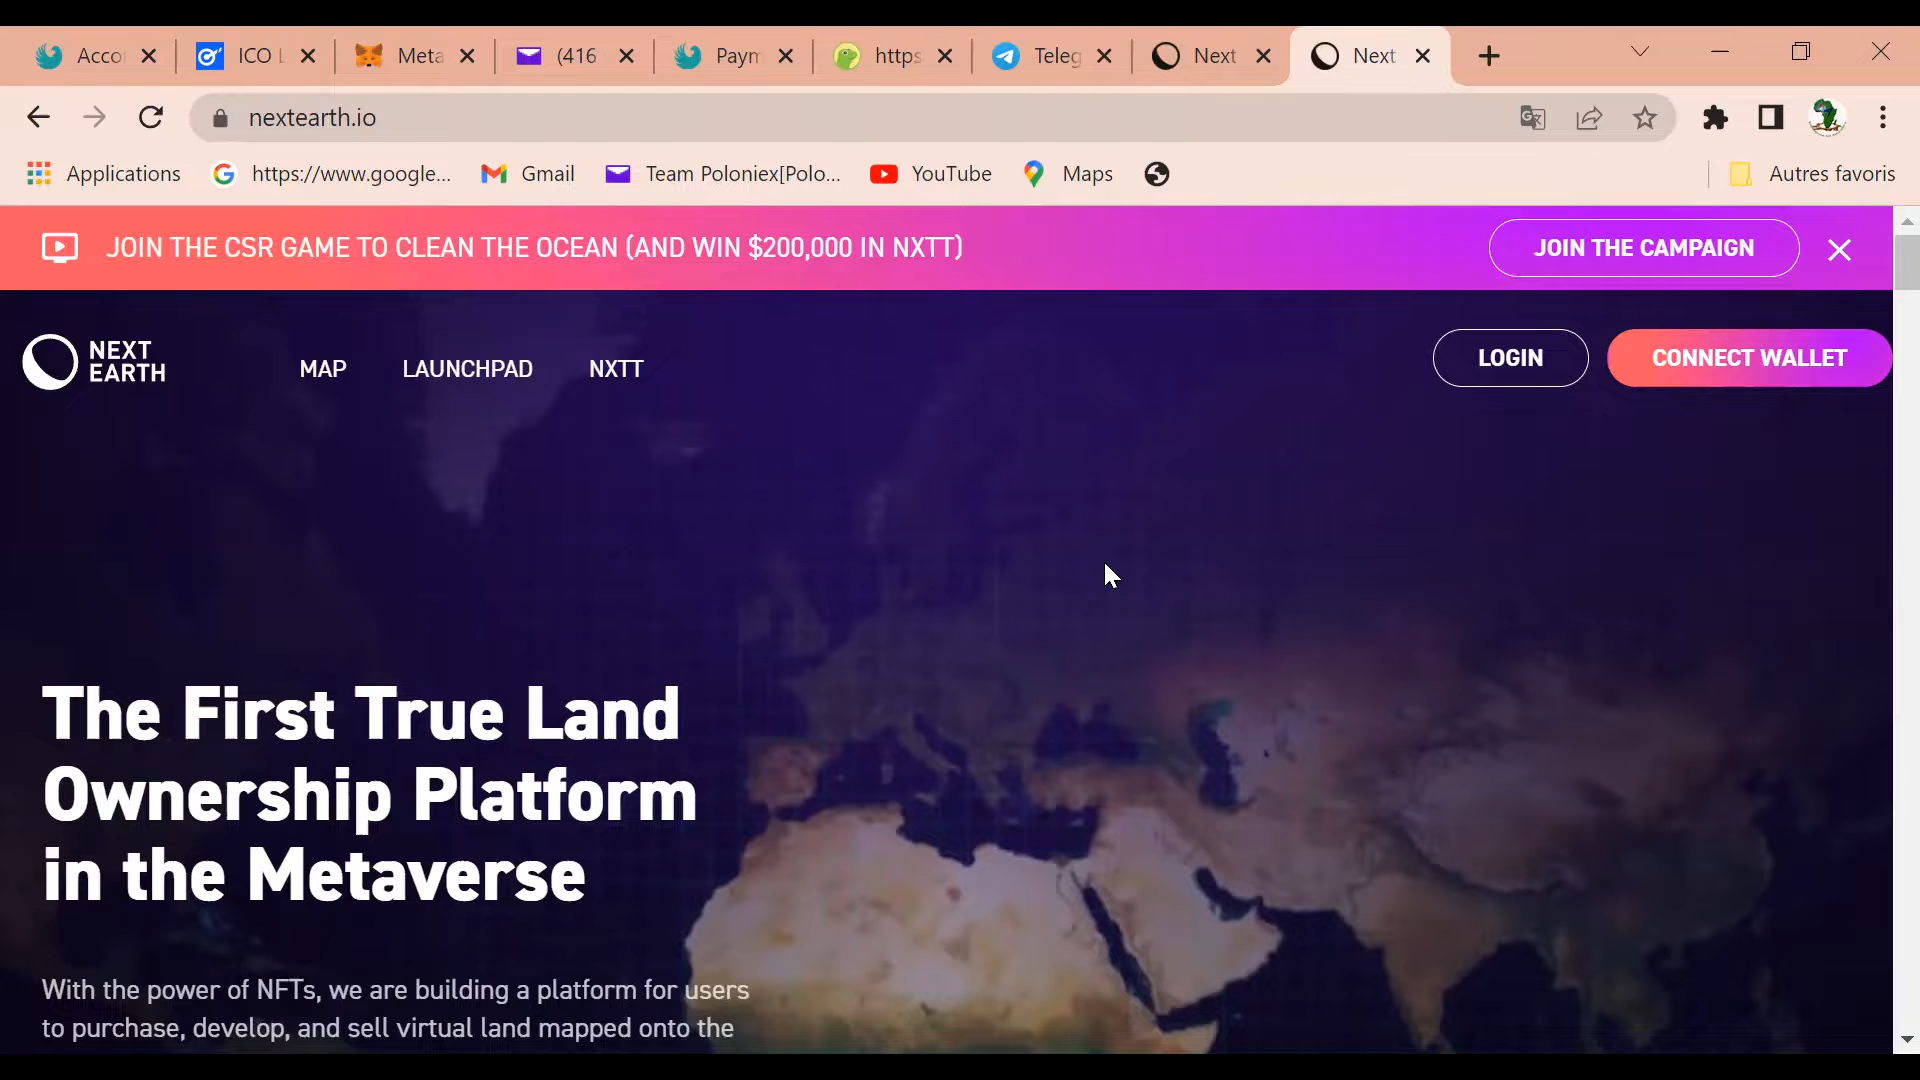 Acco
ICO L
Meta
(416
Paym
https
Teleg
Next
Next
nextearth.io
Applications
https://www.google...
Gmail
Team Poloniex[Polo...
YouTube
Maps
Autres favoris
JOIN THE CSR GAME TO CLEAN THE OCEAN (AND WIN $200,000 IN NXTT)
JOIN THE CAMPAIGN
NEXT
EARTH
MAP
LAUNCHPAD
NXTT
LOGIN
CONNECT WALLET
The First True Land
Ownership Platform
in the Metaverse
With the power of NFTs, we are building a platform for users
to purchase, develop, and sell virtual land mapped onto the